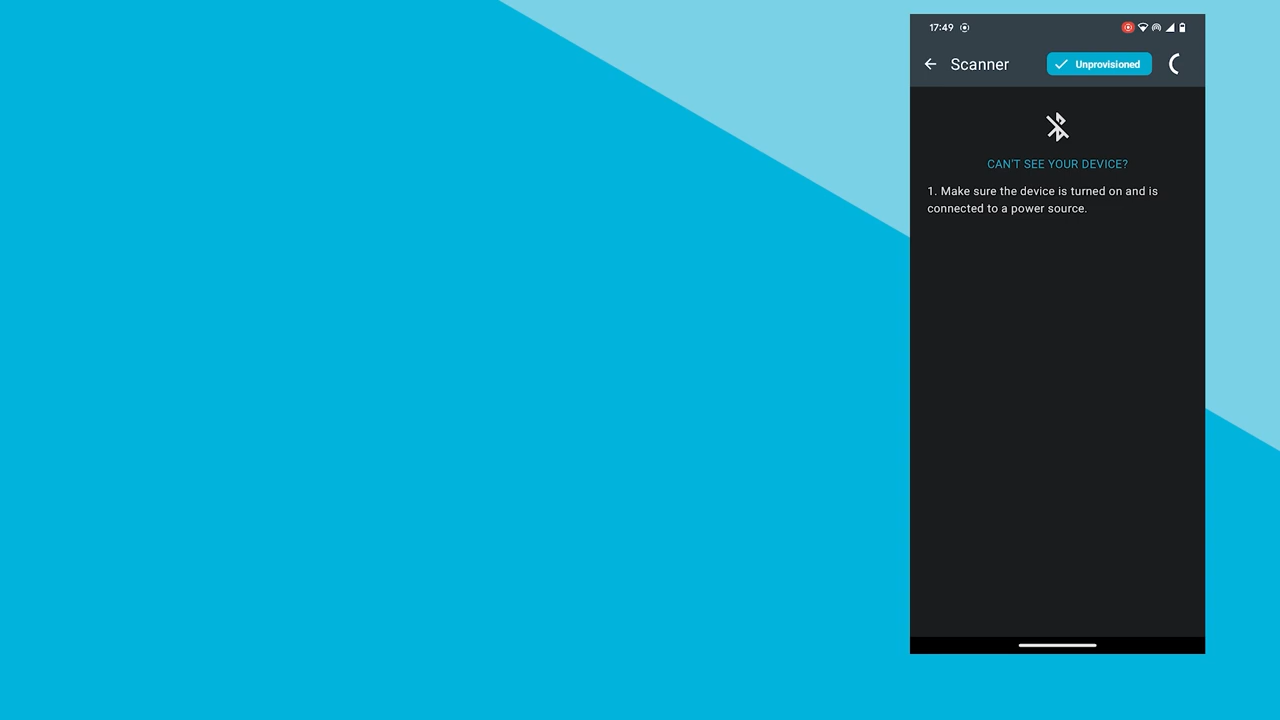 17:49
Scanner
Unprovisioned
CAN'T SEE YOUR DEVICE?
1. Make sure the device is turned on and is
connected to a power source.